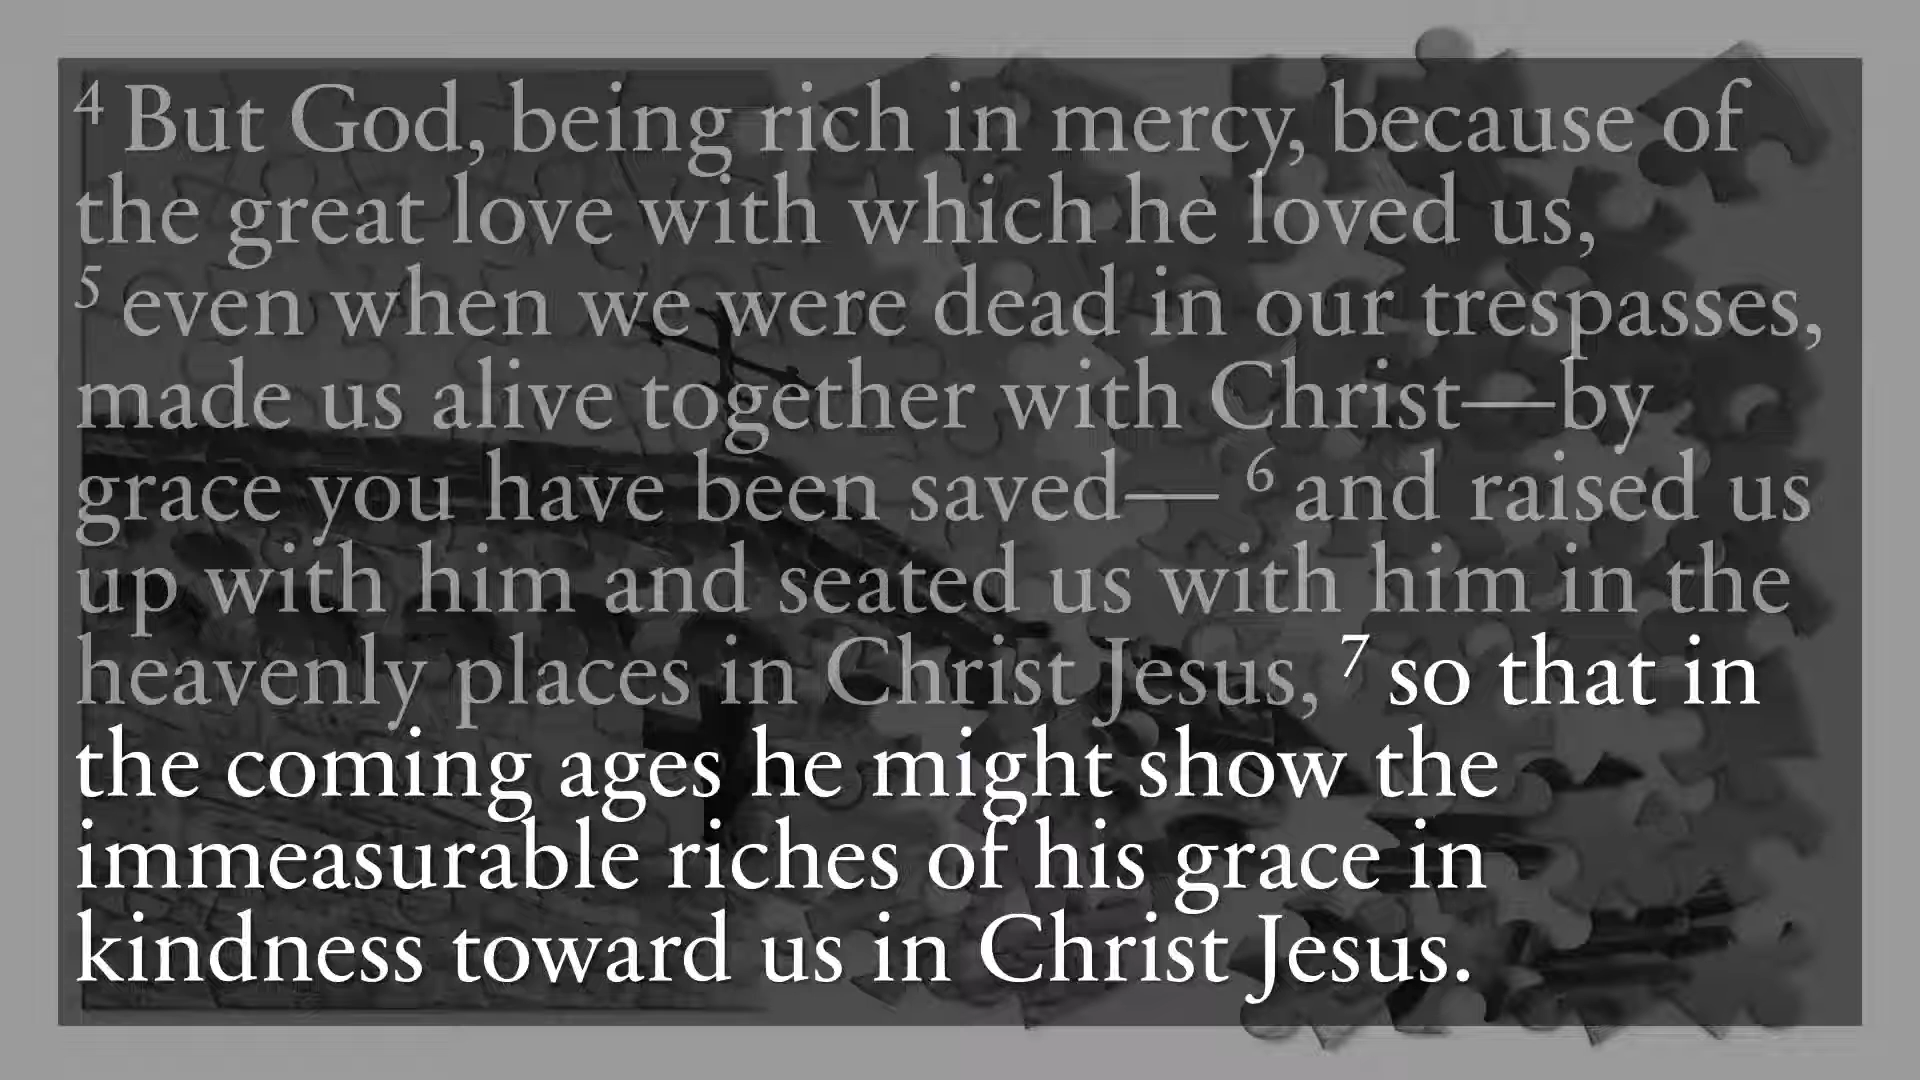 4 But God, being rich in mercy, because of
the great love with which he loved us,
5 even when we were dead in our trespasses,
made us alive together with Christ—by
grace you have been saved— 6 and raised us
up with him and seated us with him in the
heavenly places in Christ Jesus, 7 so that in
the coming ages he might show the
immeasurable riches of his grace in
kindness toward us in Christ Jesus.